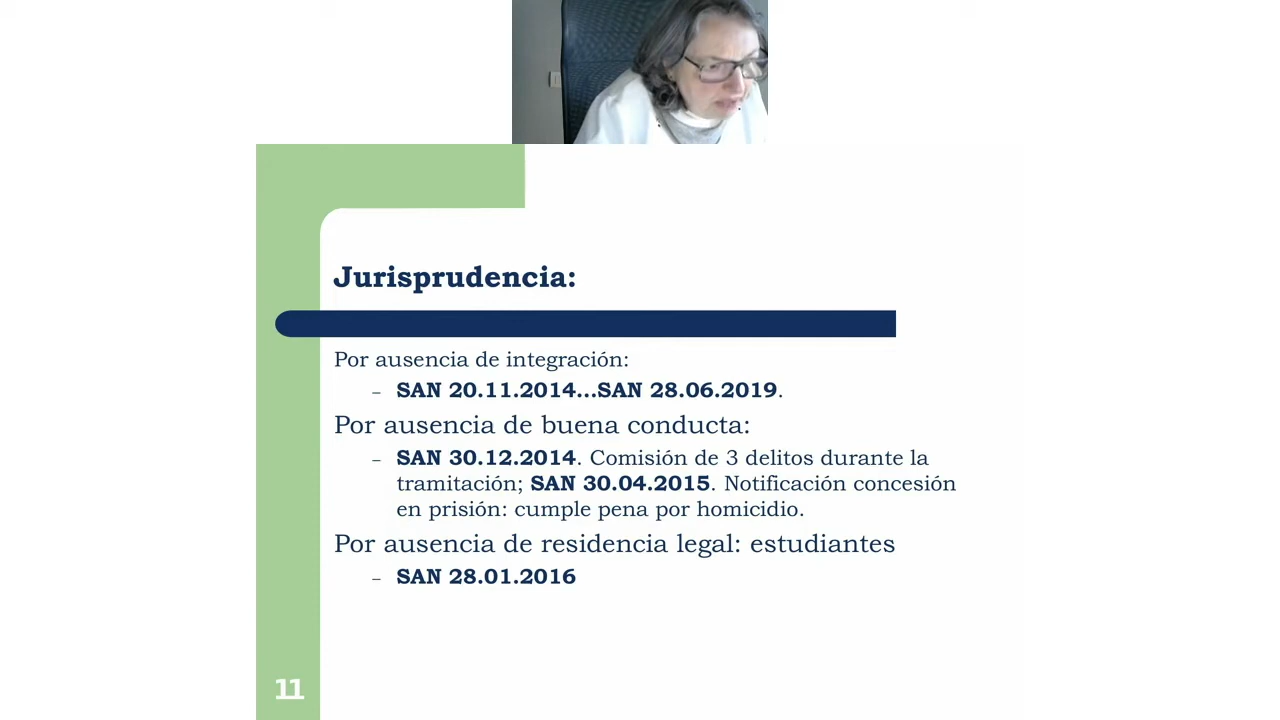 Jurisprudencia:
Por ausencia de integración:
– SAN 20.11.2014...SAN 28.06.2019.
Por ausencia de buena conducta:
– SAN 30.12.2014. Comisión de 3 delitos durante la
tramitación; SAN 30.04.2015. Notificación concesión
en prisión: cumple pena por homicidio.
Por ausencia de residencia legal: estudiantes
– SAN 28.01.2016
11